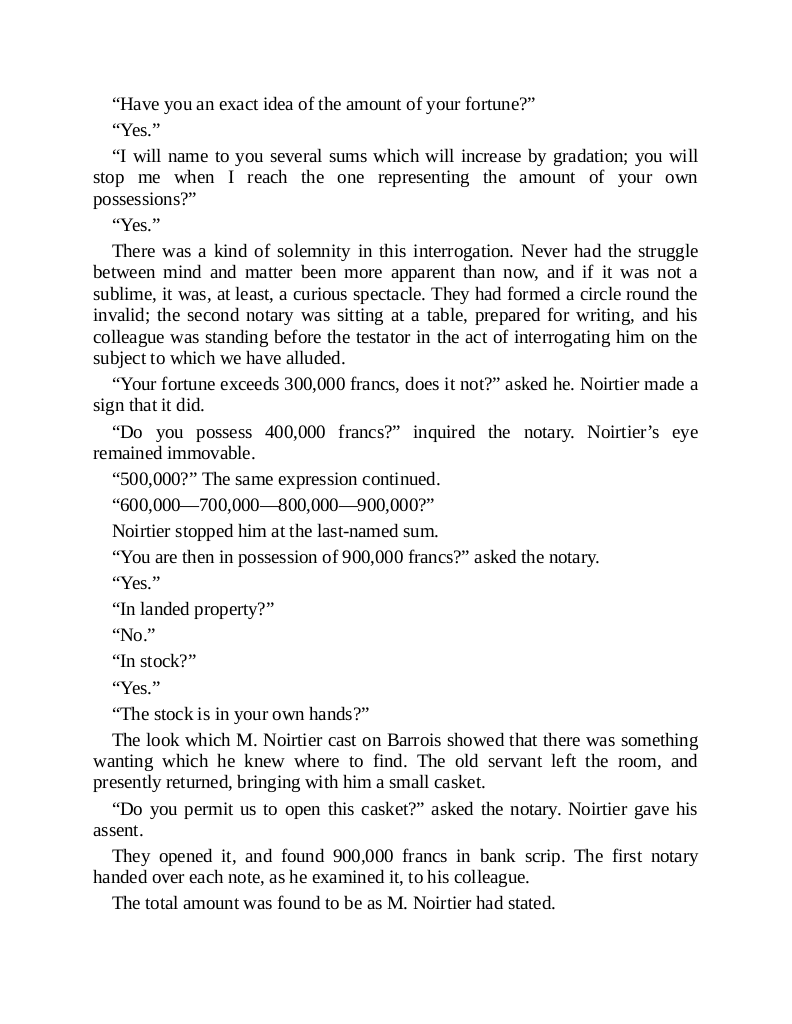 “Have you an exact idea of the amount of your fortune?”
“Yes.”
“I will name to you several sums which will increase by gradation; you will
stop me when I reach the one representing the amount of your own
possessions?”
“Yes.”
There was a kind of solemnity in this interrogation. Never had the struggle
between mind and matter been more apparent than now, and if it was not a
sublime, it was, at least, a curious spectacle. They had formed a circle round the
invalid; the second notary was sitting at a table, prepared for writing, and his
colleague was standing before the testator in the act of interrogating him on the
subject to which we have alluded.
“Your fortune exceeds 300,000 francs, does it not?” asked he. Noirtier made a
sign that it did.
“Do you possess 400,000 francs?” inquired the notary. Noirtier’s eye
remained immovable.
“500,000?” The same expression continued.
“600,000—700,000—800,000—900,000?”
Noirtier stopped him at the last-named sum.
“You are then in possession of 900,000 francs?” asked the notary.
“Yes.”
“In landed property?”
“No.”
“In stock?”
“Yes.”
“The stock is in your own hands?”
The look which M. Noirtier cast on Barrois showed that there was something
wanting which he knew where to find. The old servant left the room, and
presently returned, bringing with him a small casket.
“Do you permit us to open this casket?” asked the notary. Noirtier gave his
assent.
They opened it, and found 900,000 francs in bank scrip. The first notary
handed over each note, as he examined it, to his colleague.
The total amount was found to be as M. Noirtier had stated.